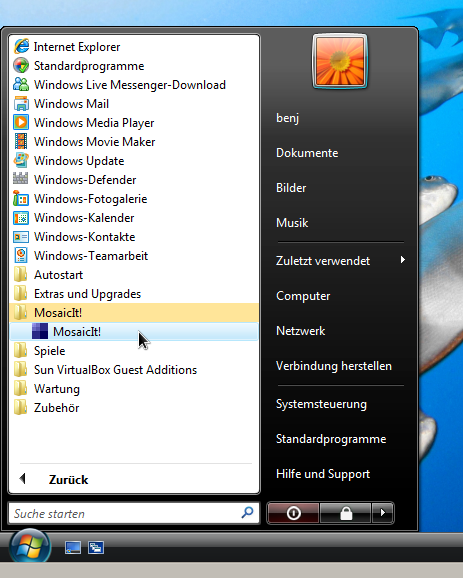 Internet Explorer
Standardprogramme
Windows Live Messenger-Download
Windows Mail
Windows Media Player
Windows Movie Maker
Windows Update
Windows-Defender
Windows-Fotogalerie
Windows-Kalender
Windows-Kontakte
Windows-Teamarbeit
Autostart
Extras und Upgrades
MosaicIt!
MosaicIt!
Spiele
Sun VirtualBox Guest Additions
Wartung
Zubehör
Zurück
Suche starten
benj
Dokumente
Bilder
Musik
Zuletzt verwendet
Computer
Netzwerk
Verbindung herstellen
Systemsteuerung
Standardprogramme
Hilfe und Support